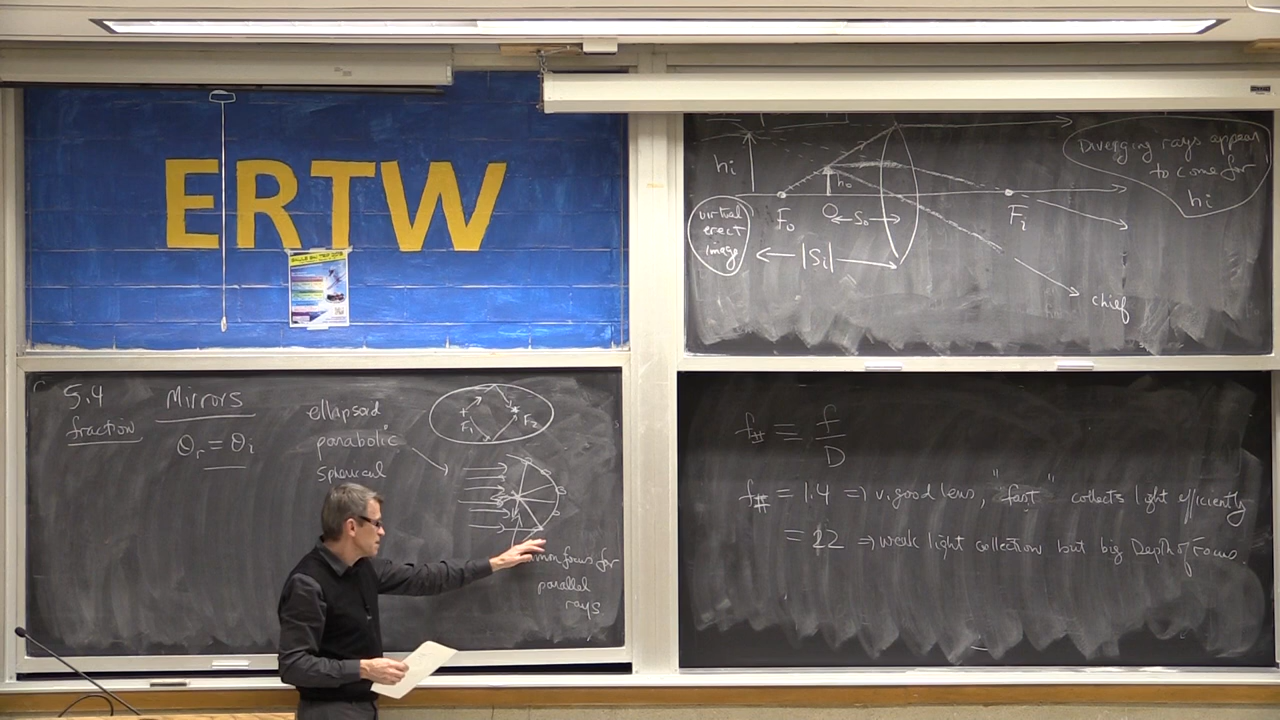 ERTW
5.4 Mirrors
fraction
θr = θi
ellapsoid
parabolic
spherical
F1
F2
common focus for
parallel
rays
hi
ho
Fo
O
So
Fi
|Si|
chief
virtual
erect
image
Diverging rays appear
to come for
hi
f# = f
D
f# = 1.4 ⇒ v. good lens, "fast" collects light efficiently
= 22 ⇒ weak light collection but big Depth of Focus